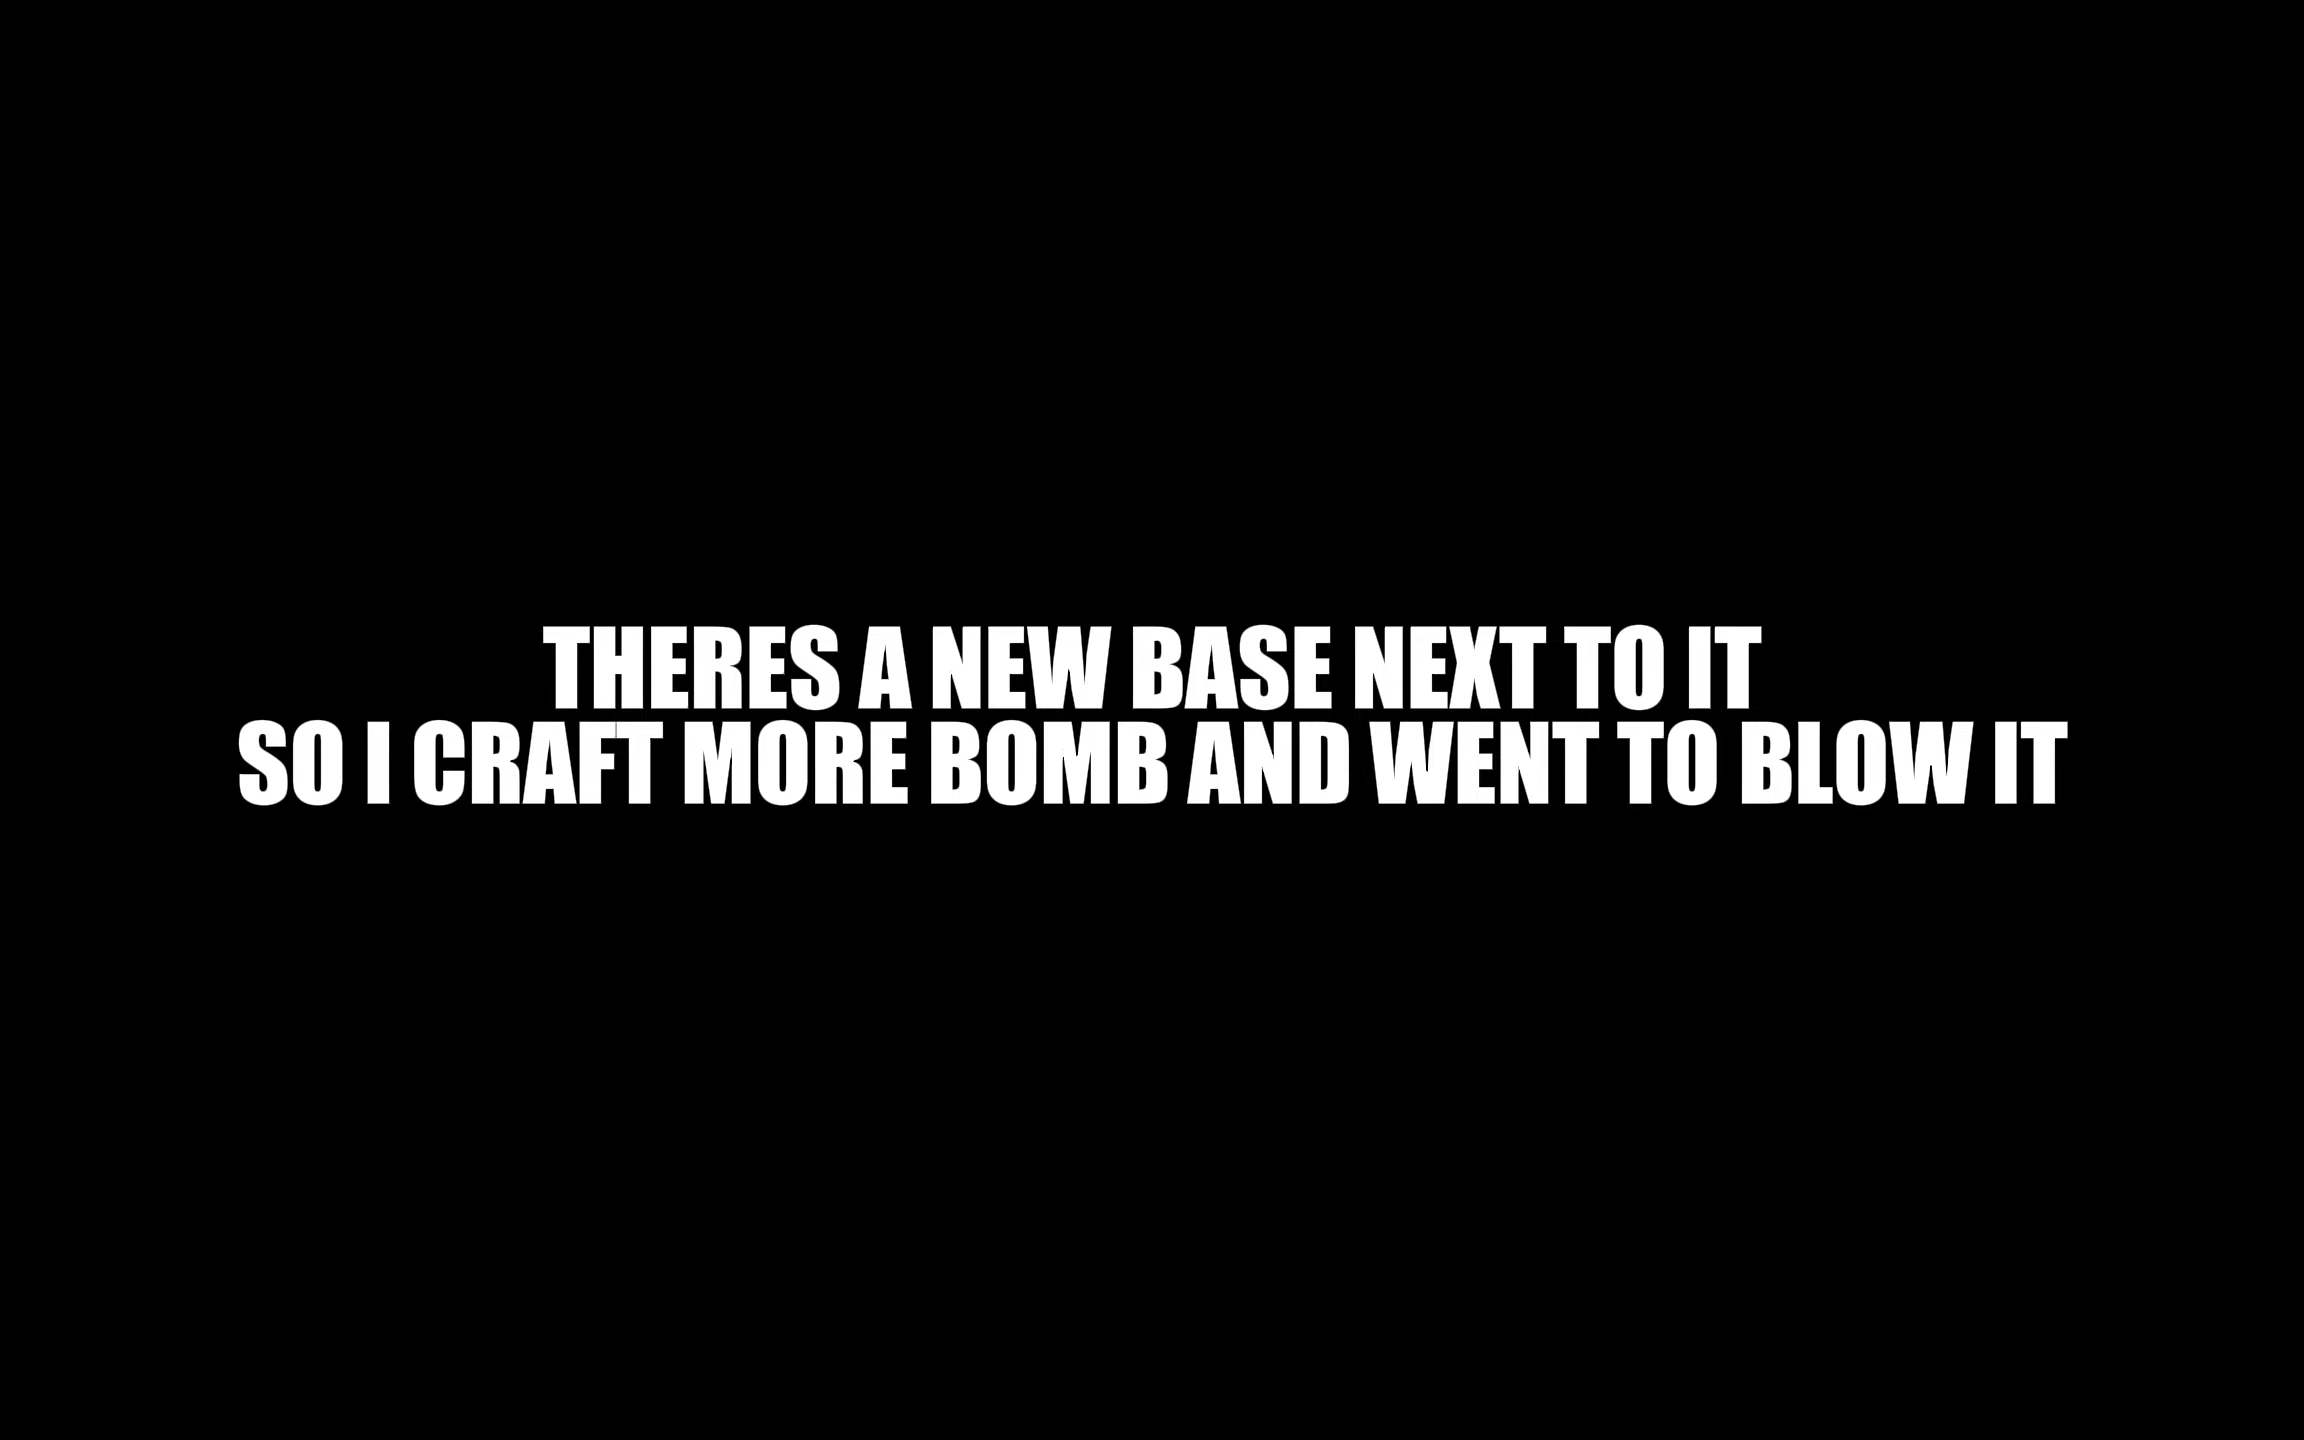 THERES A NEW BASE NEXT TO IT
SO I CRAFT MORE BOMB AND WENT TO BLOW IT